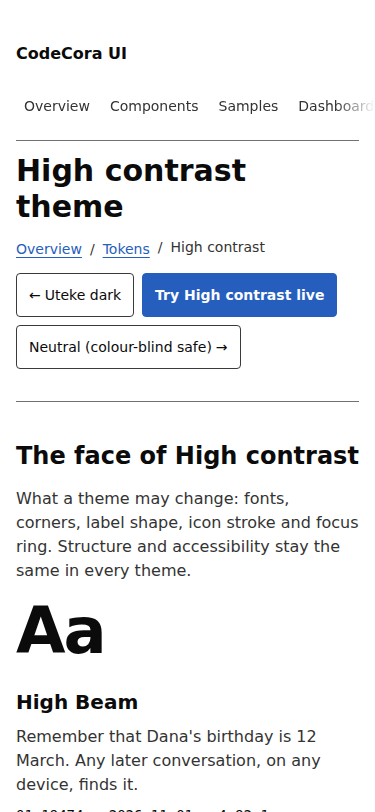 CodeCora UI
Overview Components Samples Dashboard
High contrast
theme
Overview / Tokens / High contrast
← Uteke dark Try High contrast live
Neutral (colour-blind safe) →
The face of High contrast
What a theme may change: fonts,
corners, label shape, icon stroke and focus
ring. Structure and accessibility stay the
same in every theme.
Aa
High Beam
Remember that Dana's birthday is 12
March. Any later conversation, on any
device, finds it.